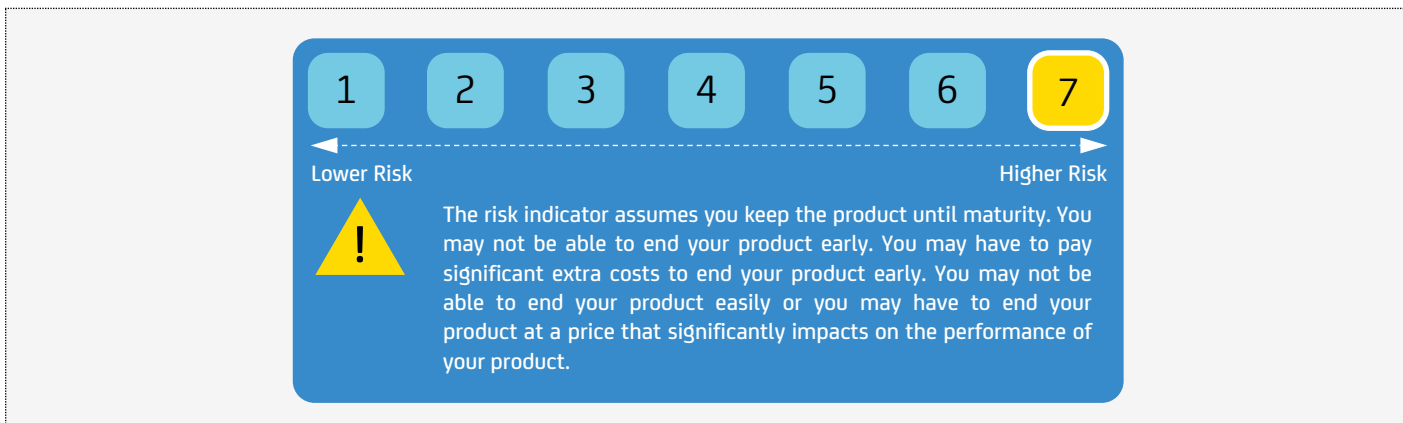 1 2 3 4 5 6 7
Lower Risk Higher Risk
!
The risk indicator assumes you keep the product until maturity. You
may not be able to end your product early. You may have to pay
significant extra costs to end your product early. You may not be
able to end your product easily or you may have to end your
product at a price that significantly impacts on the performance of
your product.